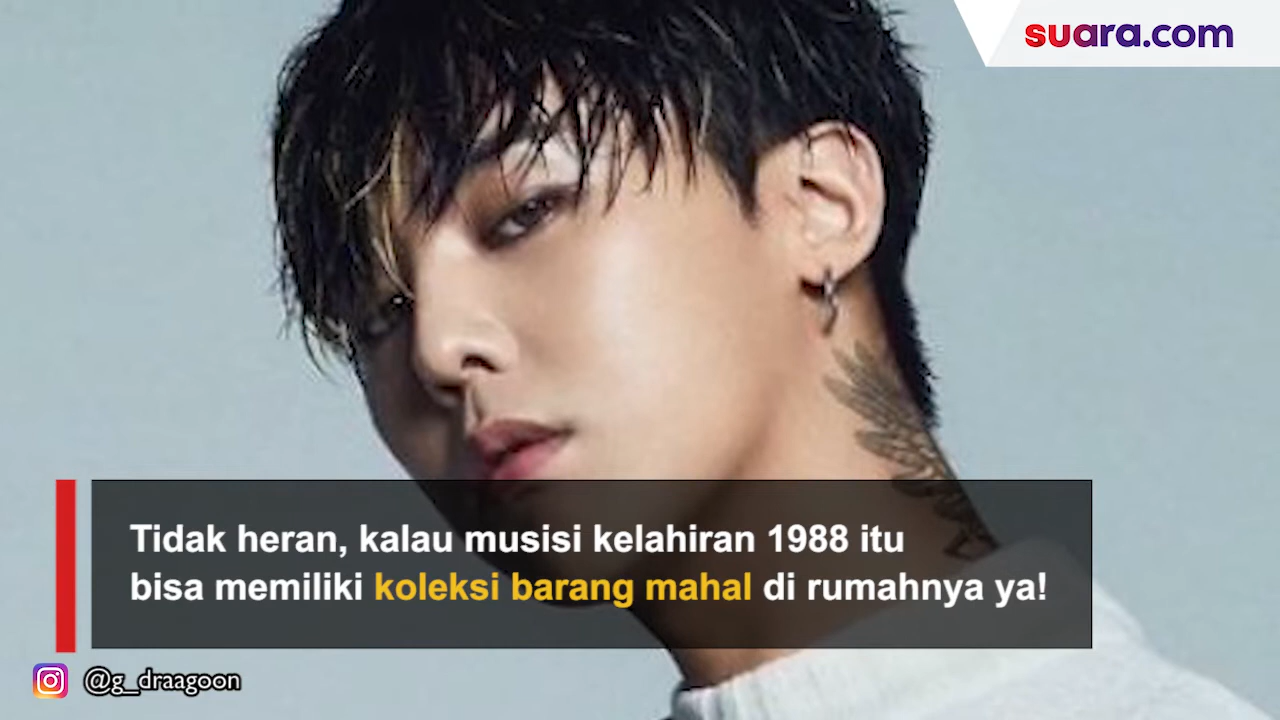 suara.com
Tidak heran, kalau musisi kelahiran 1988 itu
bisa memiliki koleksi barang mahal di rumahnya ya!
@g_draagoon